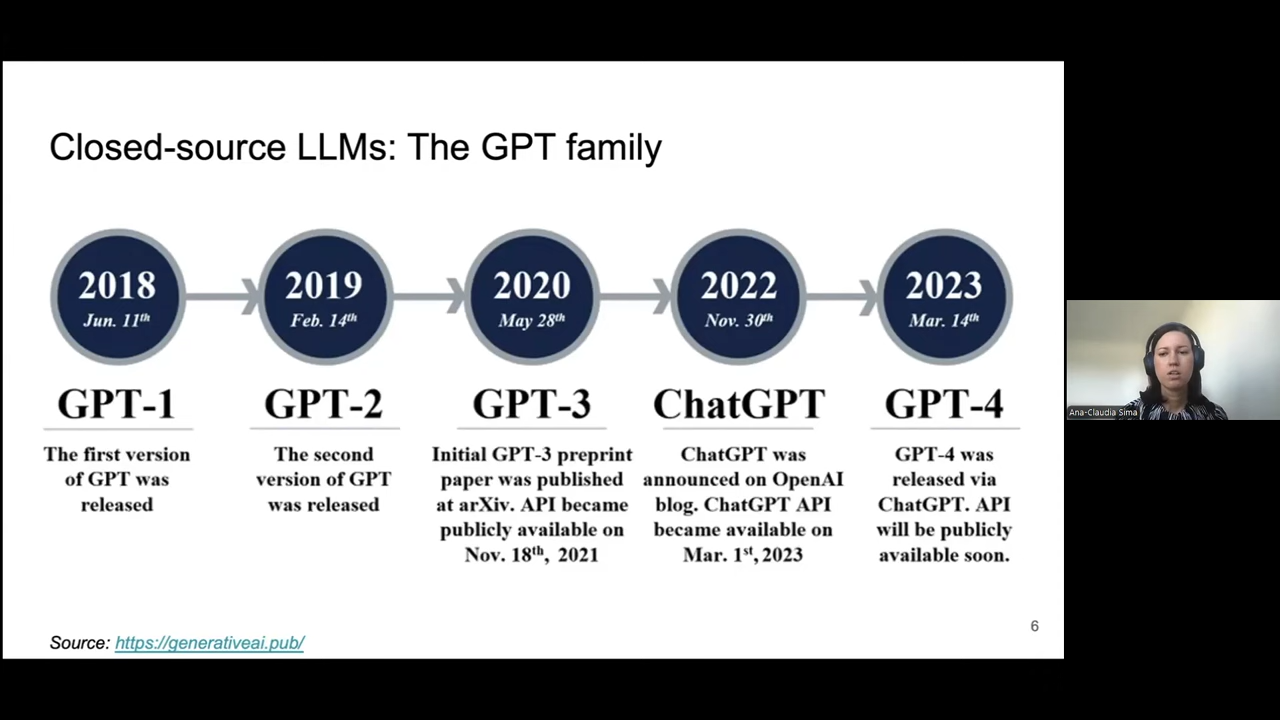 Closed-source LLMs: The GPT family
2018
Jun. 11th
2019
Feb. 14th
2020
May 28th
2022
Nov. 30th
2023
Mar. 14th
GPT-1
The first version
of GPT was
released
GPT-2
The second
version of GPT
was released
GPT-3
Initial GPT-3 preprint
paper was published
at arXiv. API became
publicly available on
Nov. 18th, 2021
ChatGPT
ChatGPT was
announced on OpenAI
blog. ChatGPT API
became available on
Mar. 1st, 2023
GPT-4
GPT-4 was
released via
ChatGPT. API
will be publicly
available soon.
Ana-Claudia Sima
6
Source: https://generativeai.pub/